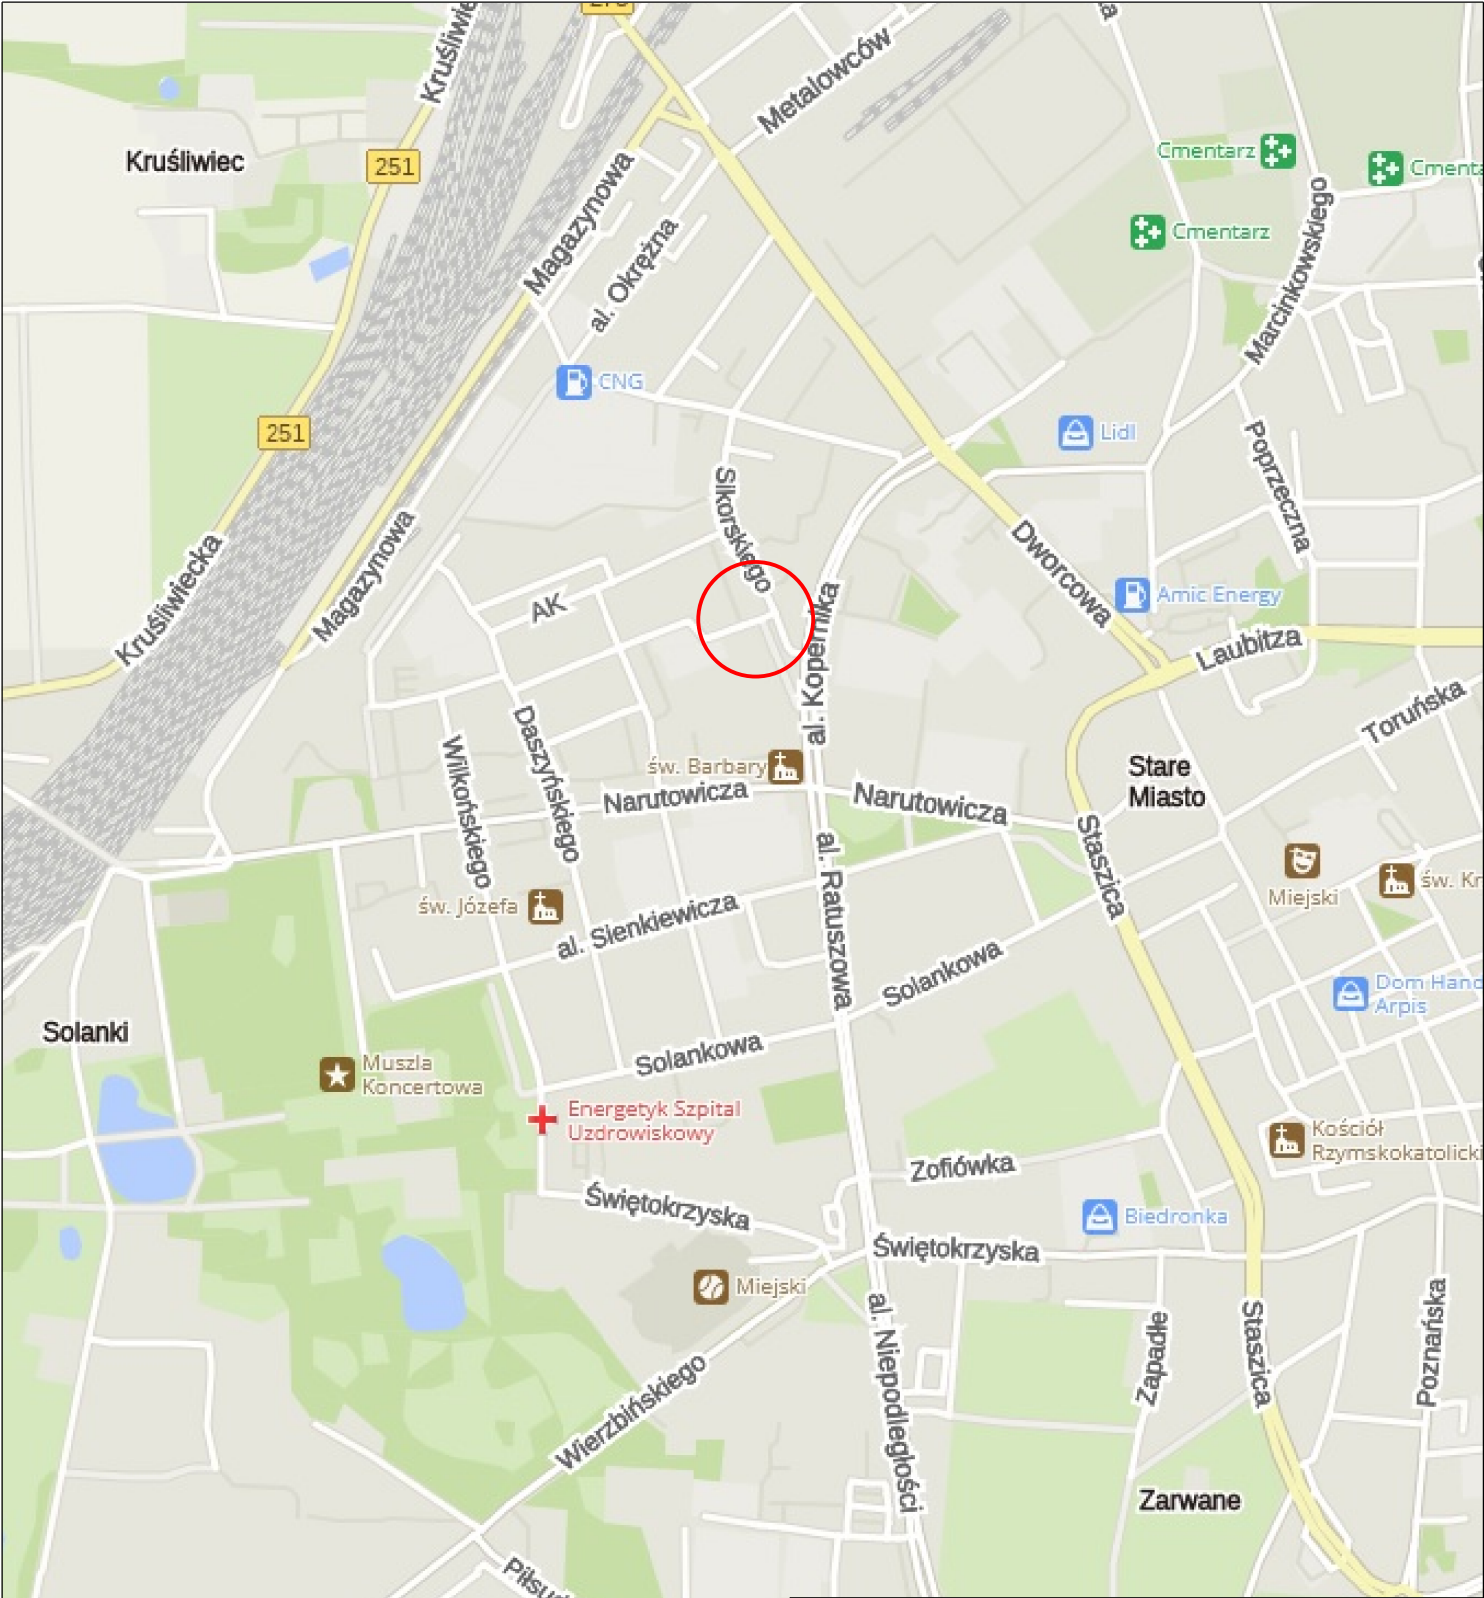 Metalowców
Kruśliwiec
251
Cmentarz
Cmentarz
Magazynowa
Marcinkowskiego
al. Okrężna
CNG
251
Lidl
Poprzeczna
Sikorskiego
Kruśliwiecka
Magazynowa
Dworcowa
AK
al. Kopernika
Amic Energy
Laubitza
Toruńska
Wilkońskiego
Daszyńskiego
św. Barbary
Narutowicza
Narutowicza
Stare
Miasto
Staszica
al. Ratuszowa
Miejski
św. Józefa
al. Sienkiewicza
Solankowa
Dom Hand
Arpis
Solanki
Solankowa
Muszla
Koncertowa
Energetyk Szpital
Uzdrowiskowy
Kościół
Rzymskokatolicki
Zofiówka
Świętokrzyska
Biedronka
Świętokrzyska
Miejski
al. Niepodległości
Zapadłe
Staszica
Poznańska
Wierzbińskiego
Zarwane